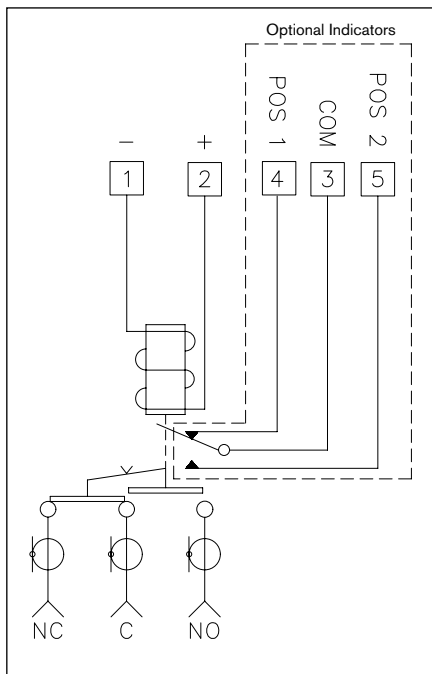 Optional Indicators
POS 1
COM
POS 2
-
+
1
2
4
3
5
NC
C
NO